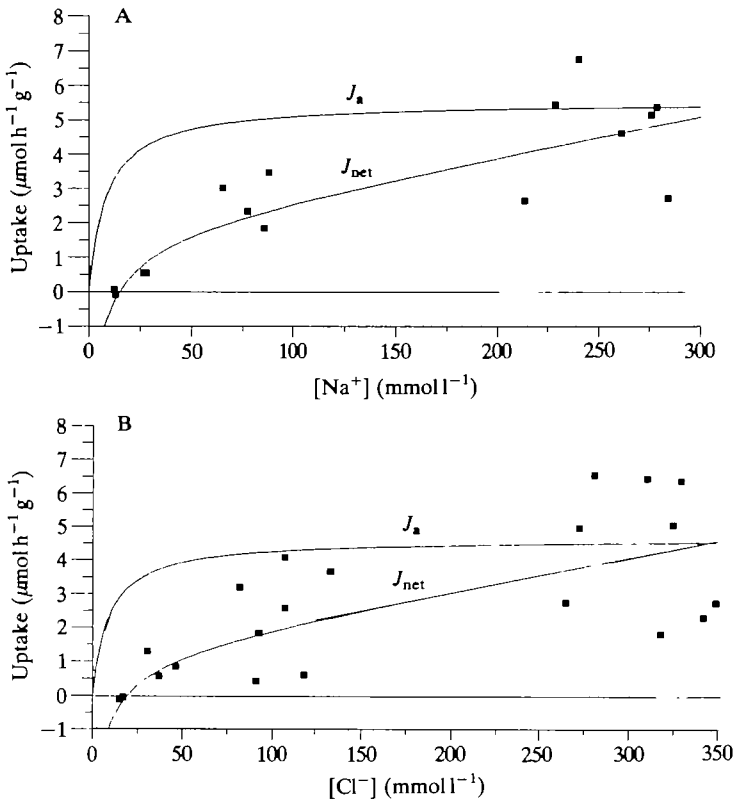 A
8
7
6
5
4
3
2
1
0
−1
Uptake (μmol h⁻¹ g⁻¹)
Jₐ
Jnet
0 50 100 150 200 250 300
[Na⁺] (mmol l⁻¹)
B
8
7
6
5
4
3
2
1
0
−1
Uptake (μmol h⁻¹ g⁻¹)
Jₐ
Jnet
0 50 100 150 200 250 300 350
[Cl⁻] (mmol l⁻¹)